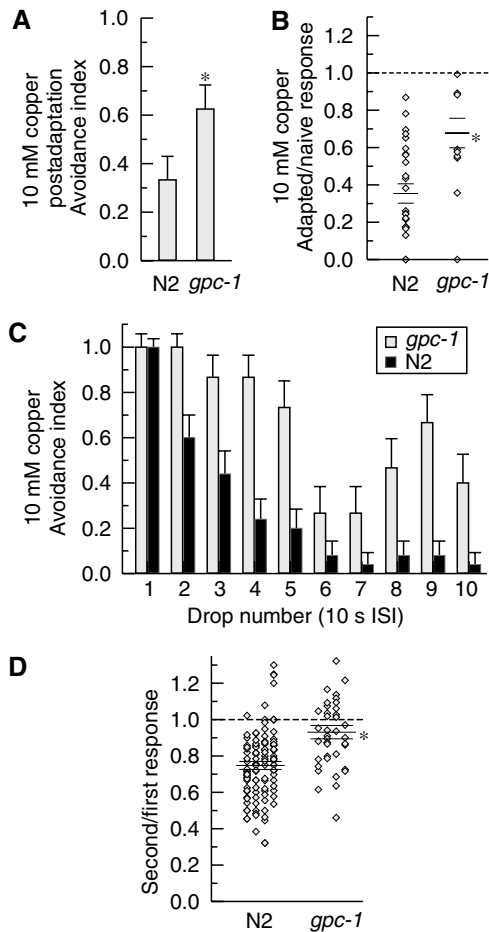 A
10 mM copper
postadaptation
Avoidance index
1.0
0.8
0.6
0.4
0.2
0.0
*
N2 gpc-1
B
10 mM copper
Adapted/naive response
1.2
1.0
0.8
0.6
0.4
0.2
0.0
*
N2 gpc-1
C
10 mM copper
Avoidance index
1.0
0.8
0.6
0.4
0.2
0.0
gpc-1
N2
1 2 3 4 5 6 7 8 9 10
Drop number (10 s ISI)
D
Second/first response
1.2
1.0
0.8
0.6
0.4
0.2
0.0
*
N2 gpc-1